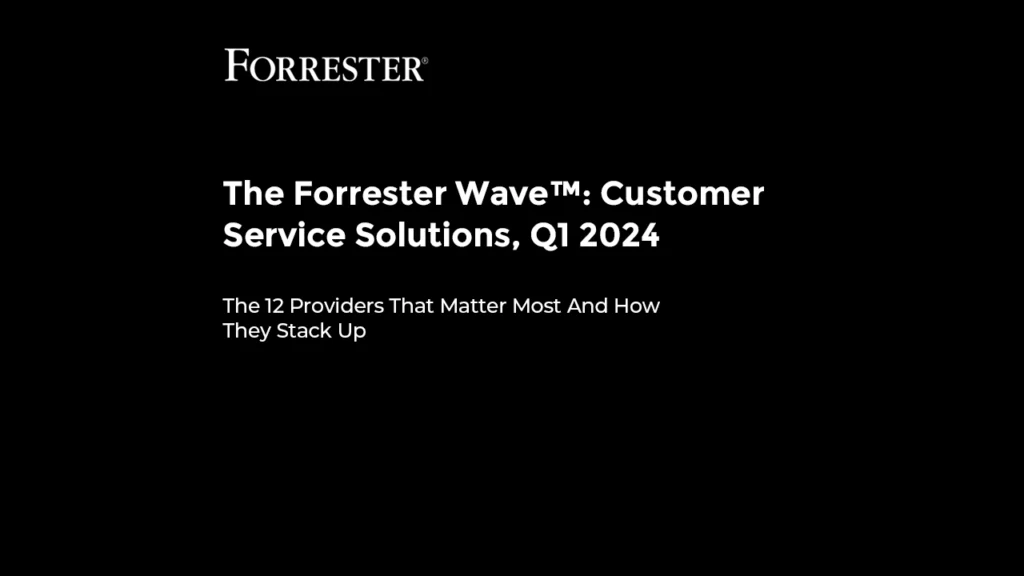 FORRESTER®
The Forrester Wave™: Customer
Service Solutions, Q1 2024
The 12 Providers That Matter Most And How
They Stack Up